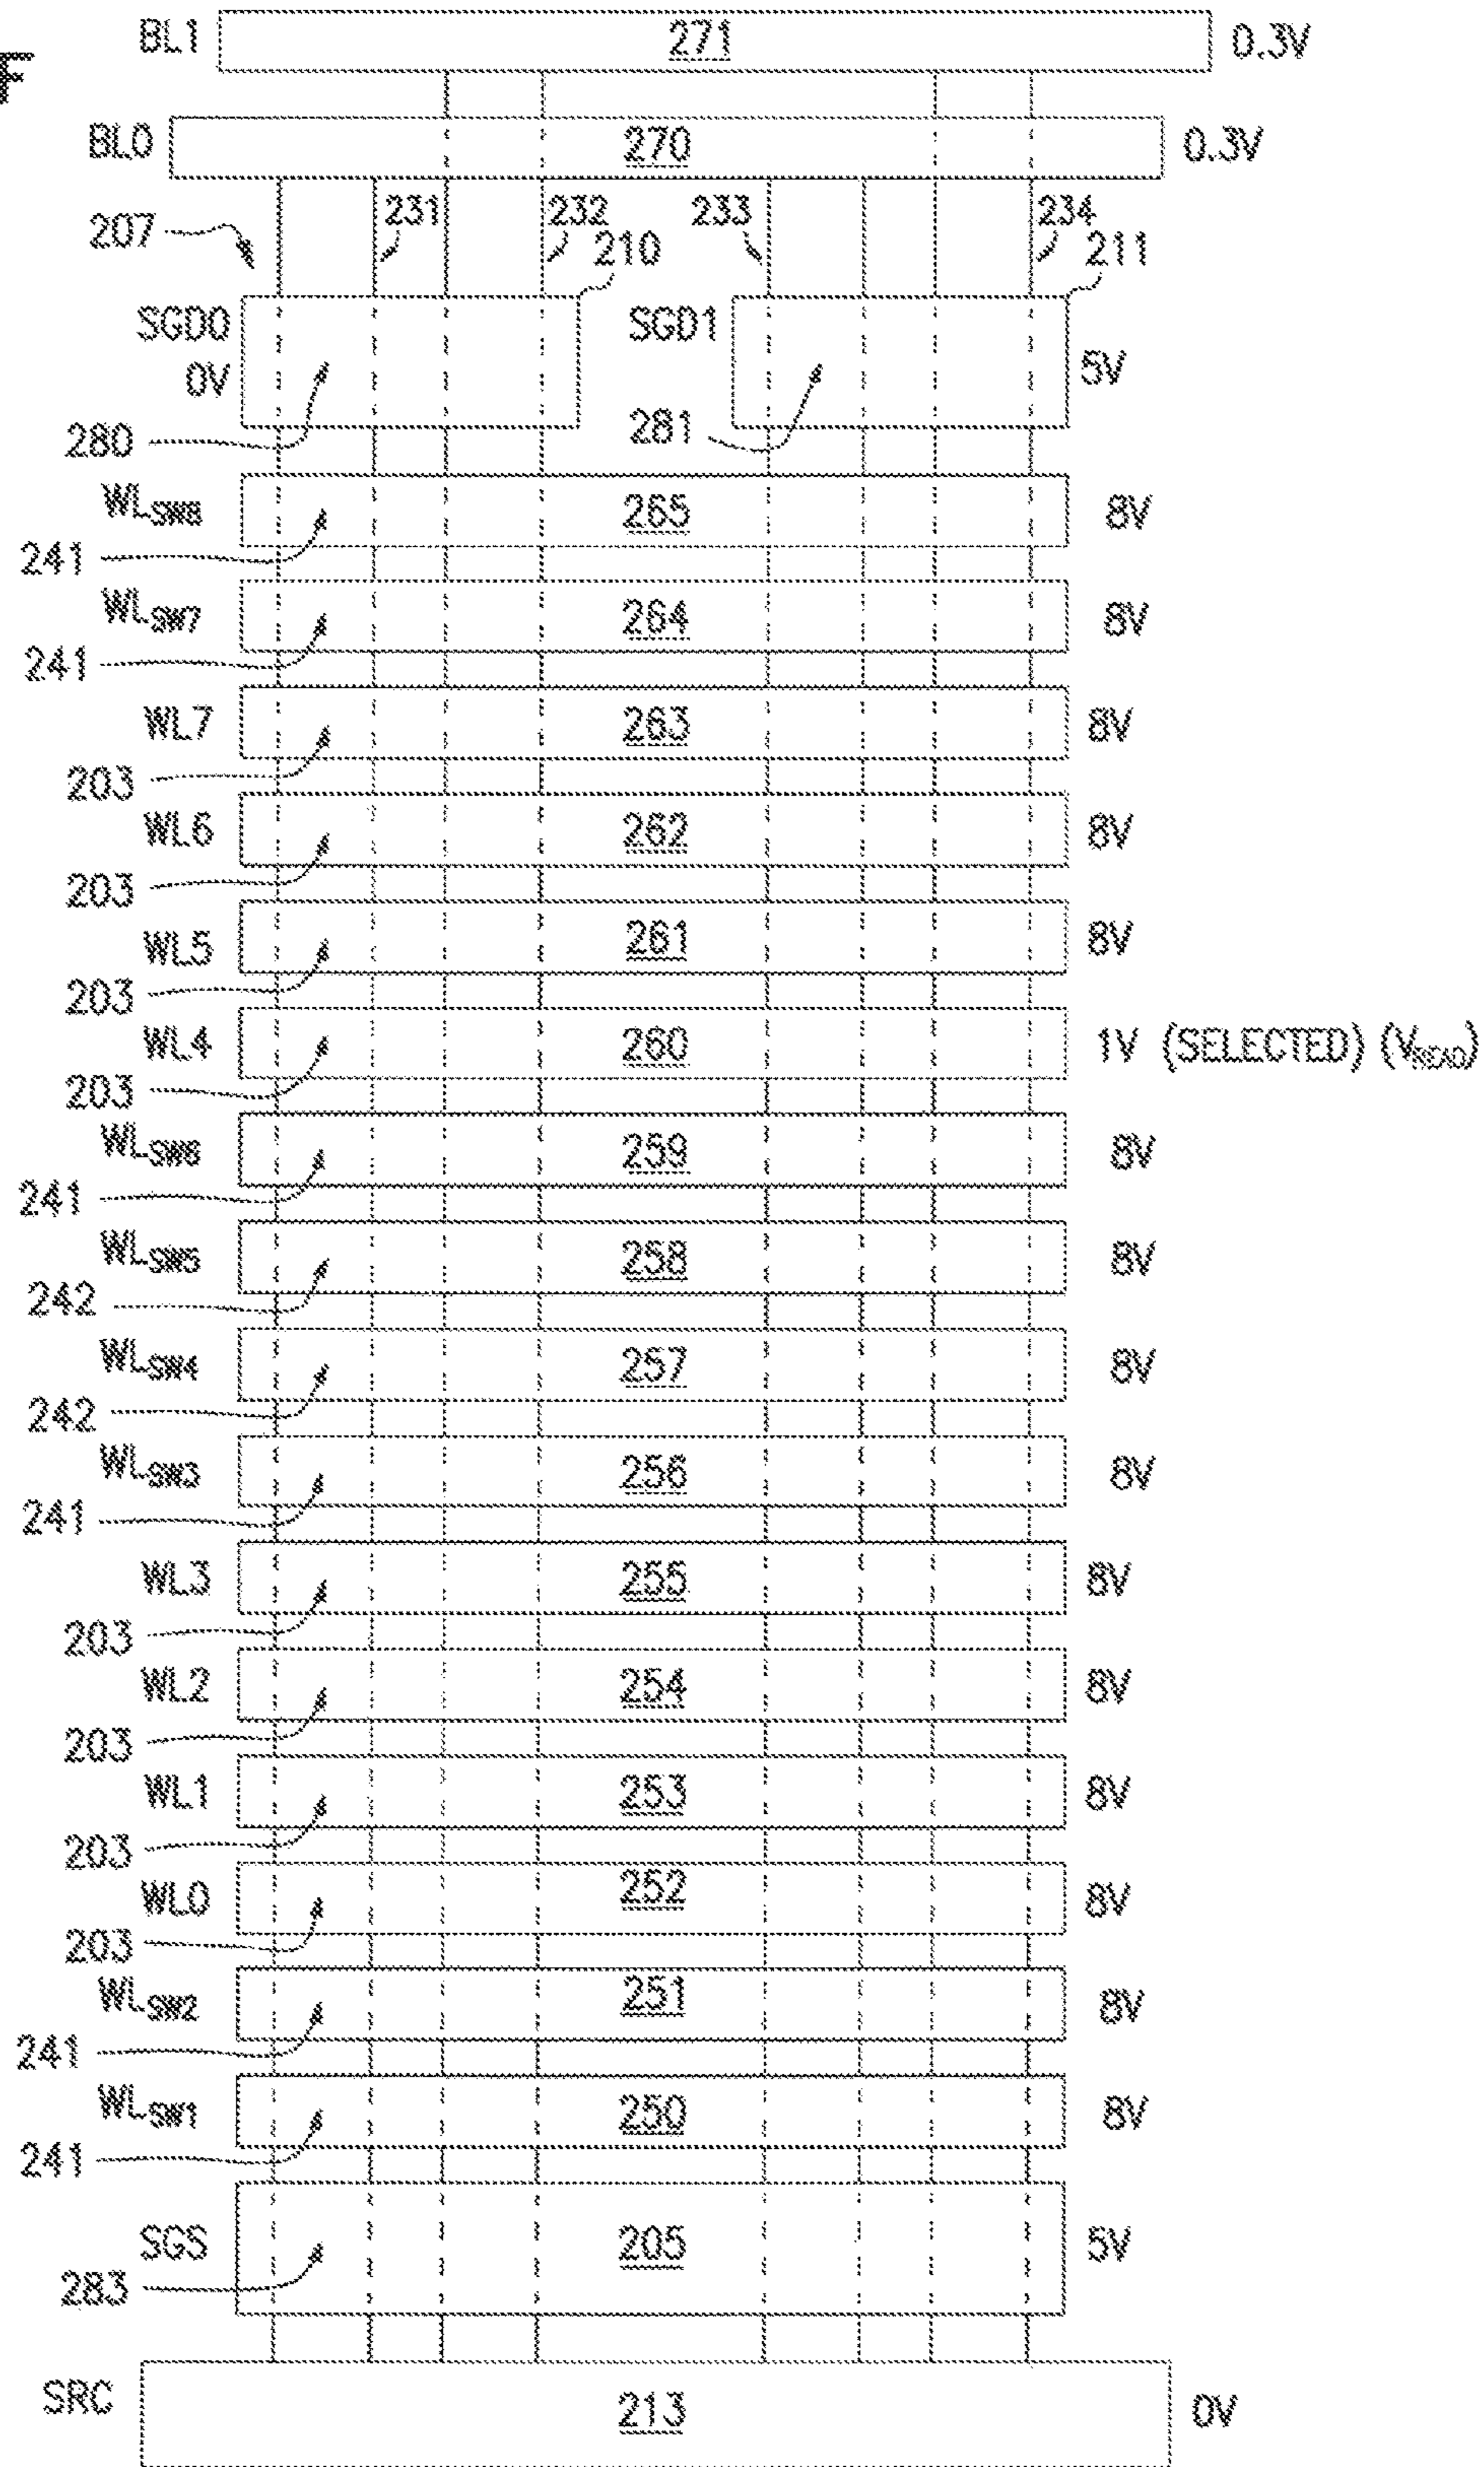 F
BL1 271 0.3V
BL0 270 0.3V
207 231 232 233 234
210 211
SGD0 SGD1
0V 5V
280 281
WLSW8 265 8V
241
WLSW7 264 8V
241
WL7 263 8V
203
WL6 262 8V
203
WL5 261 8V
203
WL4 260 1V (SELECTED) (VREAD)
203
WLSW6 259 8V
241
WLSW5 258 8V
242
WLSW4 257 8V
242
WLSW3 256 8V
241
WL3 255 8V
203
WL2 254 8V
203
WL1 253 8V
203
WL0 252 8V
203
WLSW2 251 8V
241
WLSW1 250 8V
241
SGS 205 5V
283
SRC 213 0V